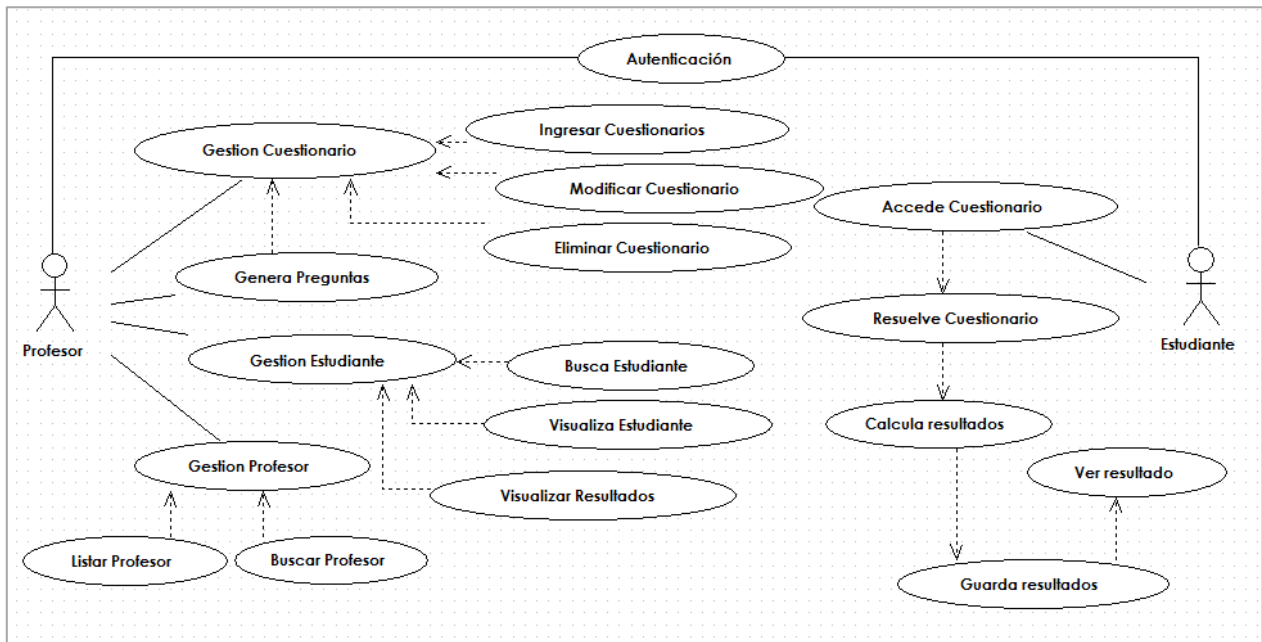 Autenticación
Ingresar Cuestionarios
Gestion Cuestionario
Modificar Cuestionario
Accede Cuestionario
Eliminar Cuestionario
Genera Preguntas
Resuelve Cuestionario
Profesor
Estudiante
Gestion Estudiante
Busca Estudiante
Visualiza Estudiante
Calcula resultados
Gestion Profesor
Ver resultado
Visualizar Resultados
Listar Profesor
Buscar Profesor
Guarda resultados